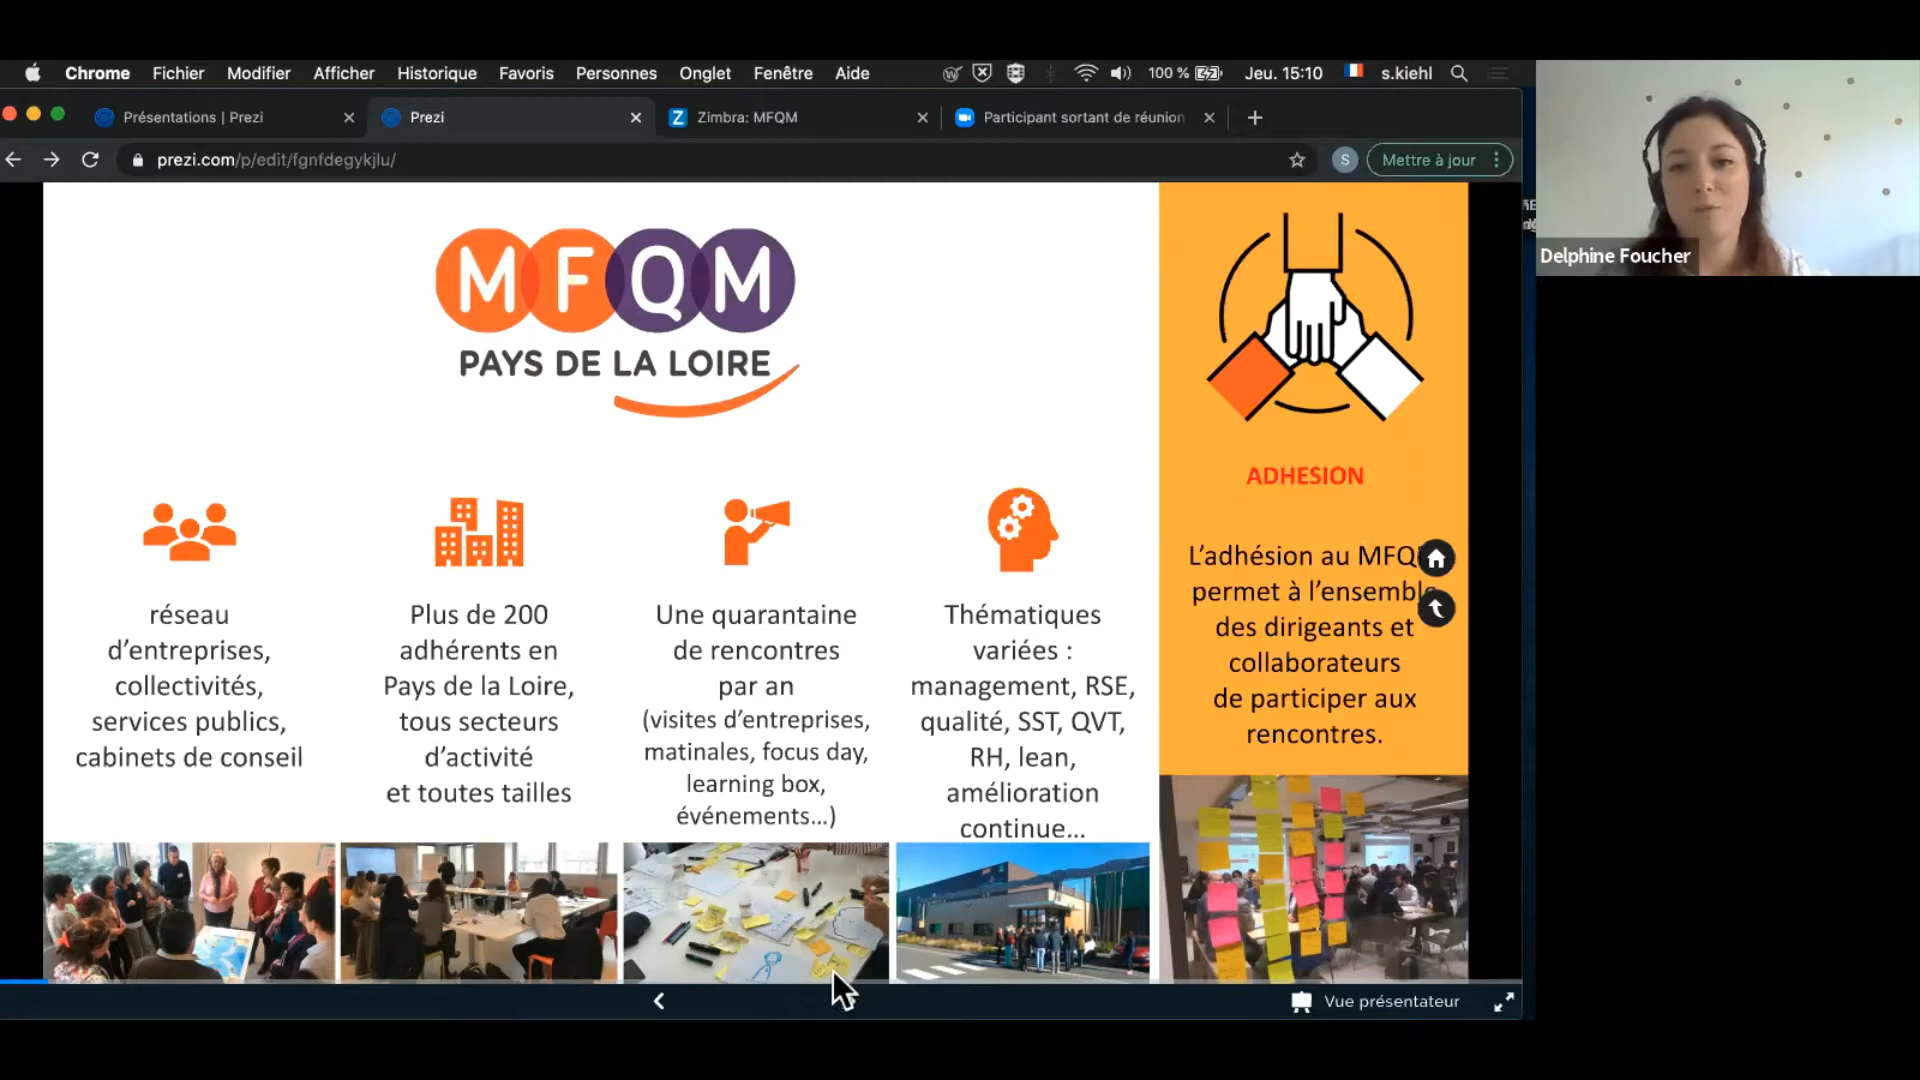 Chrome Fichier Modifier Afficher Historique Favoris Personnes Onglet Fenêtre Aide 100 % Jeu. 15:10 s.kiehl
Présentations | Prezi
Prezi
Zimbra: MFQM
Participant sortant de réunion
prezi.com/p/edit/fgnfdegykjlu/
S
Mettre à jour
MFQM
PAYS DE LA LOIRE
réseau
d’entreprises,
collectivités,
services publics,
cabinets de conseil
Plus de 200
adhérents en
Pays de la Loire,
tous secteurs
d’activité
et toutes tailles
Une quarantaine
de rencontres
par an
(visites d’entreprises,
matinales, focus day,
learning box,
événements…)
Thématiques
variées :
management, RSE,
qualité, SST, QVT,
RH, lean,
amélioration
continue…
ADHESION
L’adhésion au MFQ
permet à l’ensemble
des dirigeants et
collaborateurs
de participer aux
rencontres.
Vue présentateur
Delphine Foucher